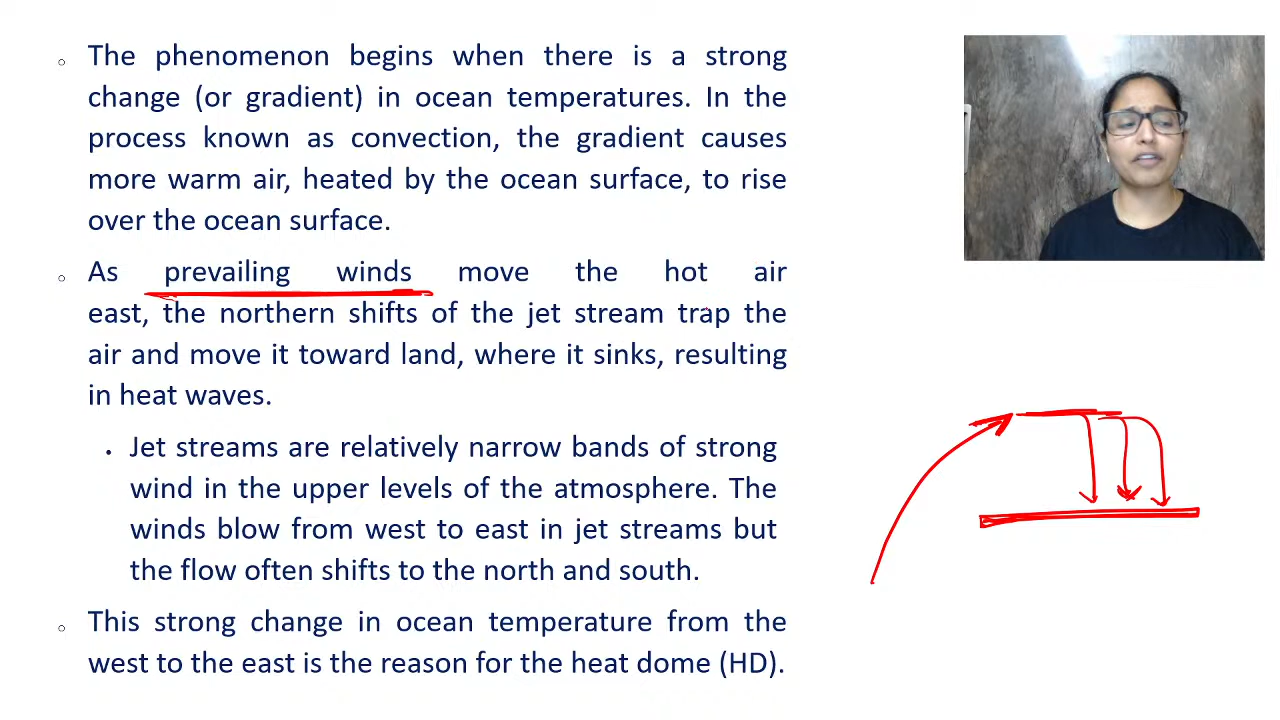 The phenomenon begins when there is a strong
change (or gradient) in ocean temperatures. In the
process known as convection, the gradient causes
more warm air, heated by the ocean surface, to rise
over the ocean surface.
As prevailing winds move the hot air
east, the northern shifts of the jet stream trap the
air and move it toward land, where it sinks, resulting
in heat waves.
Jet streams are relatively narrow bands of strong
wind in the upper levels of the atmosphere. The
winds blow from west to east in jet streams but
the flow often shifts to the north and south.
This strong change in ocean temperature from the
west to the east is the reason for the heat dome (HD).